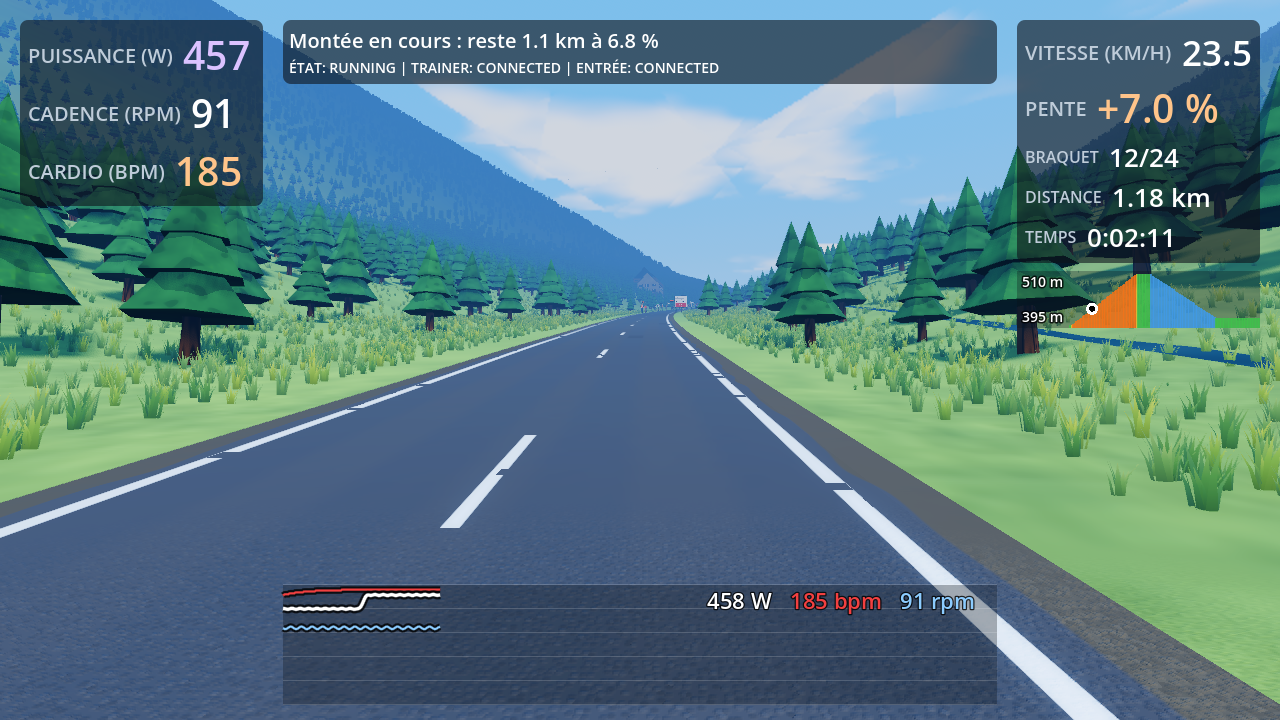 PUISSANCE (W) 457
CADENCE (RPM) 91
CARDIO (BPM) 185
Montée en cours : reste 1.1 km à 6.8 %
ÉTAT: RUNNING | TRAINER: CONNECTED | ENTRÉE: CONNECTED
VITESSE (KM/H) 23.5
PENTE +7.0 %
BRAQUET 12/24
DISTANCE 1.18 km
TEMPS 0:02:11
510 m
395 m
458 W 185 bpm 91 rpm